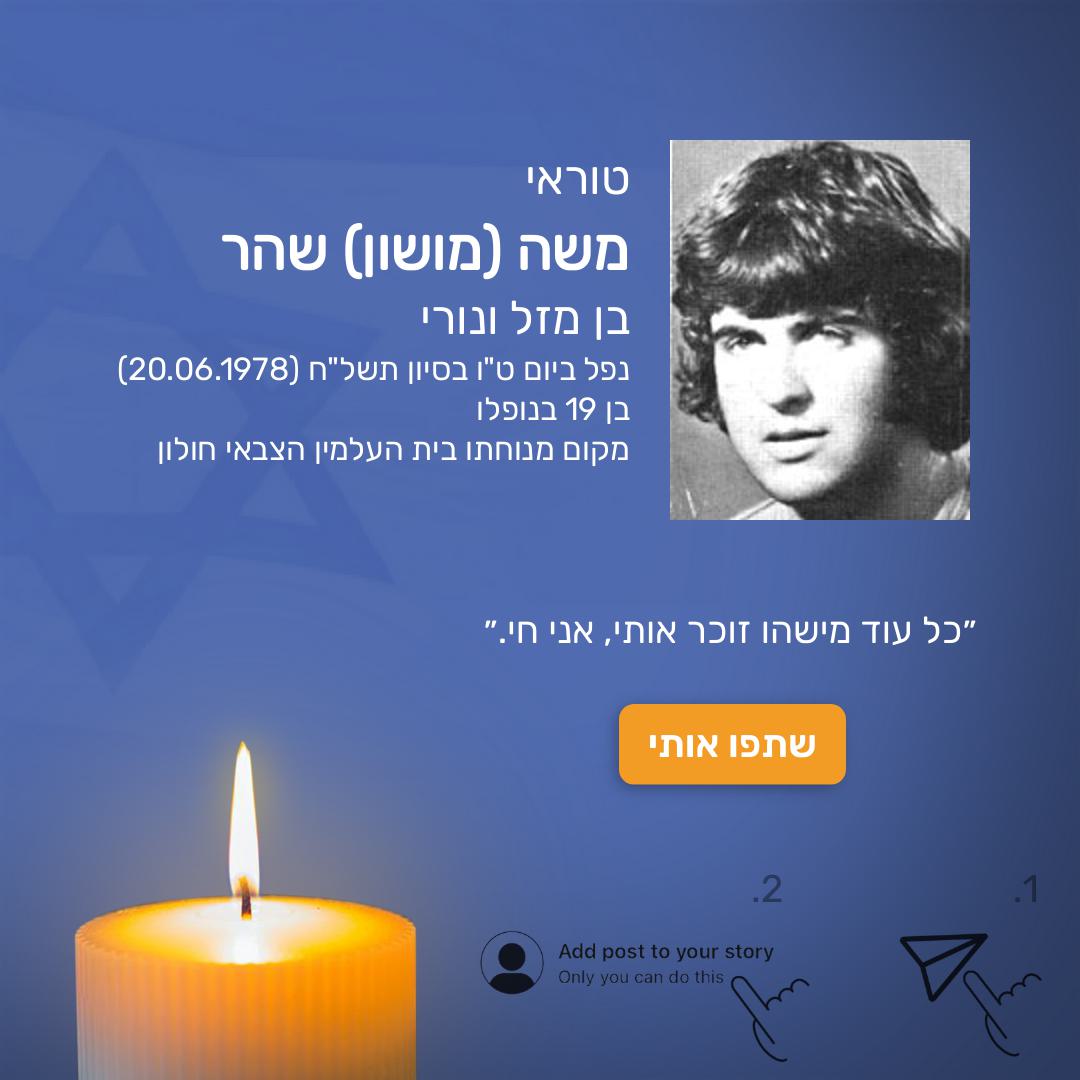 טוראי
משה (מושון) שהר
בן מזל ונורי
נפל ביום ט"ו בסיון תשל"ח (20.06.1978)
בן 19 בנופלו
מקום מנוחתו בית העלמין הצבאי חולון
״כל עוד מישהו זוכר אותי, אני חי.״
שתפו אותי
1.
2.
Add post to your story
Only you can do this